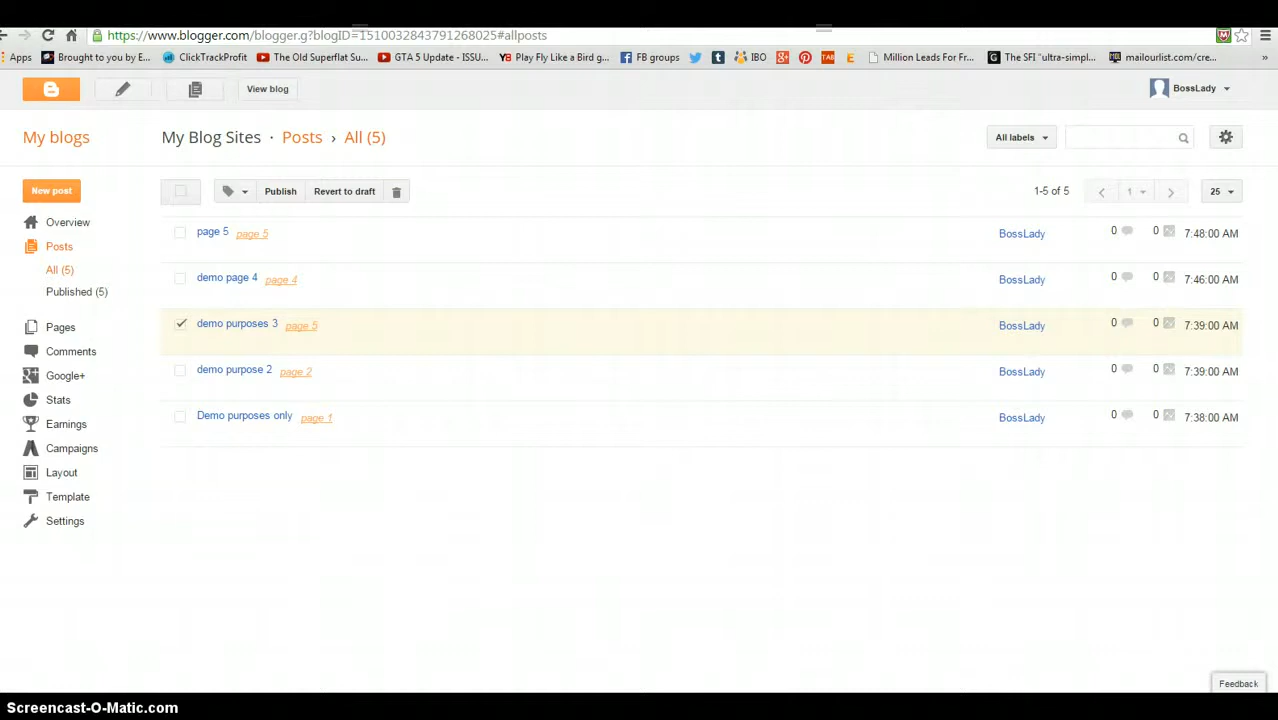 https://www.blogger.com/blogger.g?blogID=1510032843791268025#allposts
Apps Brought to you by E... ClickTrackProfit The Old Superflat Su... GTA 5 Update - ISSU... Play Fly Like a Bird g... FB groups IBO TAB E Million Leads For Fr... The SFI "ultra-simpl... mailourlist.com/cre... »
View blog BossLady
My blogs My Blog Sites · Posts › All (5) All labels
New post Publish Revert to draft 1-5 of 5 1 25
Overview
Posts
All (5)
Published (5)
Pages
Comments
Google+
Stats
Earnings
Campaigns
Layout
Template
Settings
page 5 page 5 BossLady 0 0 7:48:00 AM
demo page 4 page 4 BossLady 0 0 7:46:00 AM
demo purposes 3 page 5 BossLady 0 0 7:39:00 AM
demo purpose 2 page 2 BossLady 0 0 7:39:00 AM
Demo purposes only page 1 BossLady 0 0 7:38:00 AM
Feedback
Screencast-O-Matic.com